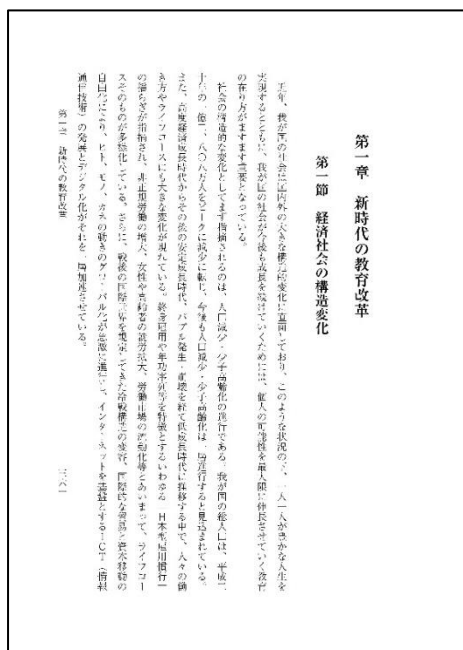 第一章 新時代の教育改革
第一節 経済社会の構造変化
近年、我が国の社会は国内外の大きな構造的変化に直面しており、このような状況の下、一人一人が豊かな人生を
実現するとともに、我が国の社会が今後も成長を続けていくためには、個人の可能性を最大限に伸長させていく教育
の在り方がますます重要となっている。
社会の構造的な変化としてまず指摘されるのは、人口減少・少子高齢化の進行である。我が国の総人口は、平成二
十年の一億二、八〇八万人をピークに減少に転じ、今後も人口減少・少子高齢化は一層進行すると見込まれている。
また、高度経済成長時代からその後の安定成長時代、バブル発生・崩壊を経て低成長時代に推移する中で、人々の働
き方やライフコースにも大きな変化が現れている。終身雇用や年功序列等を特徴とするいわゆる「日本型雇用慣行」
の揺らぎが指摘され、非正規労働の増大、女性や高齢者の就労拡大、労働市場の流動化等とあいまって、ライフコー
スそのものが多様化している。さらに、戦後の国際世界を規定してきた冷戦構造の変容、国際的な貿易と資本移動の
自由化により、ヒト、モノ、カネの動きのグローバル化が急激に進行し、インターネットを基盤とするICT（情報
通信技術）の発展とデジタル化がそれを一層加速させている。
第一章 新時代の教育改革